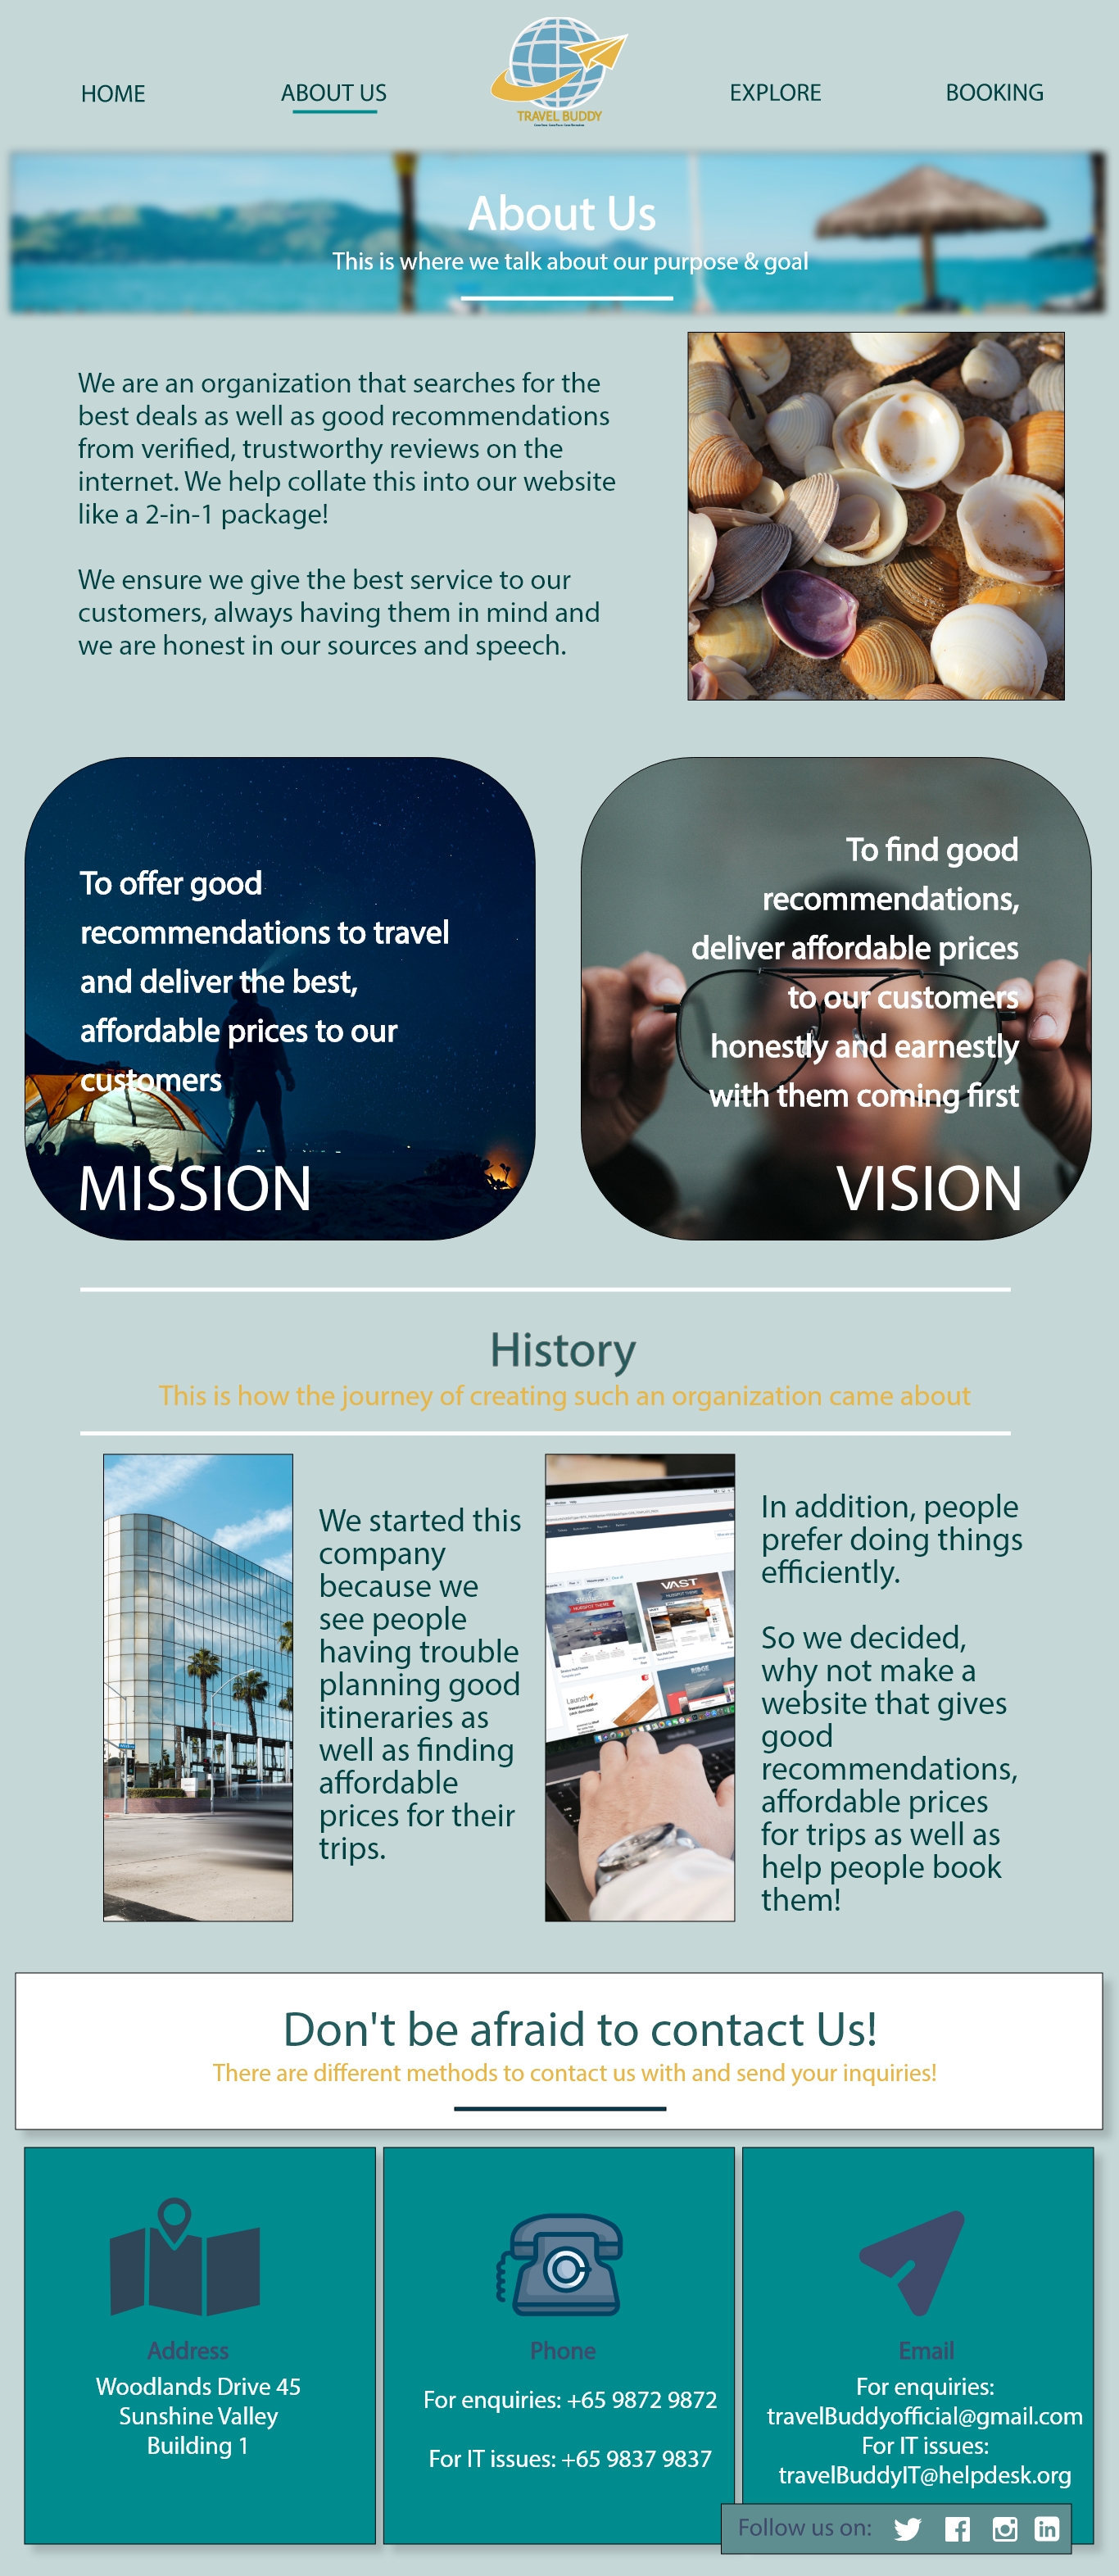 HOME
ABOUT US
TRAVEL BUDDY
EXPLORE
BOOKING
About Us
This is where we talk about our purpose & goal
We are an organization that searches for the
best deals as well as good recommendations
from verified, trustworthy reviews on the
internet. We help collate this into our website
like a 2-in-1 package!
We ensure we give the best service to our
customers, always having them in mind and
we are honest in our sources and speech.
To offer good
recommendations to travel
and deliver the best,
affordable prices to our
customers
MISSION
To find good
recommendations,
deliver affordable prices
to our customers
honestly and earnestly
with them coming first
VISION
History
This is how the journey of creating such an organization came about
We started this
company
because we
see people
having trouble
planning good
itineraries as
well as finding
affordable
prices for their
trips.
VAST
Launch
In addition, people
prefer doing things
efficiently.
So we decided,
why not make a
website that gives
good
recommendations,
affordable prices
for trips as well as
help people book
them!
Don't be afraid to contact Us!
There are different methods to contact us with and send your inquiries!
Address
Woodlands Drive 45
Sunshine Valley
Building 1
Phone
For enquiries: +65 9872 9872
For IT issues: +65 9837 9837
Email
For enquiries:
travelBuddyofficial@gmail.com
For IT issues:
travelBuddyIT@helpdesk.org
Follow us on: